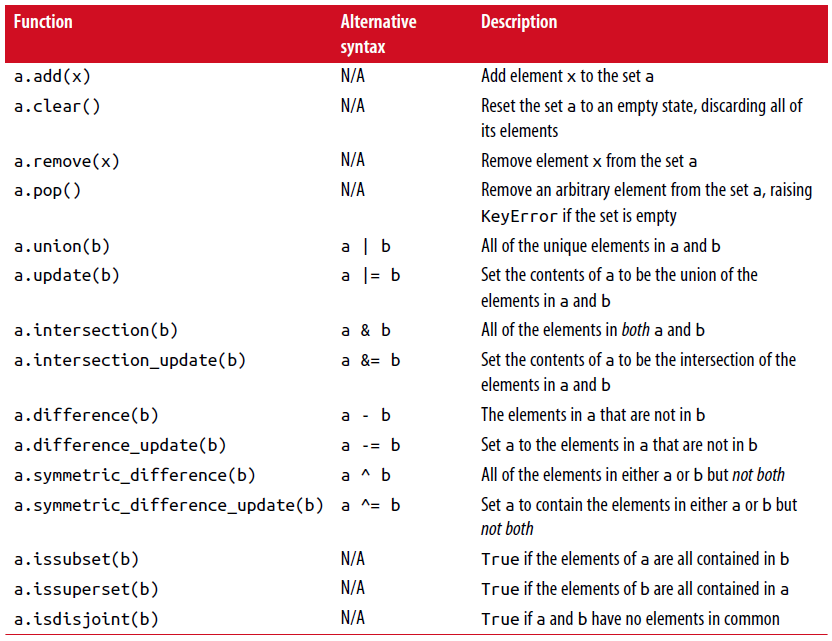 Function Alternative syntax Description
a.add(x) N/A Add element x to the set a
a.clear() N/A Reset the set a to an empty state, discarding all of
its elements
a.remove(x) N/A Remove element x from the set a
a.pop() N/A Remove an arbitrary element from the set a, raising
KeyError if the set is empty
a.union(b) a | b All of the unique elements in a and b
a.update(b) a |= b Set the contents of a to be the union of the
elements in a and b
a.intersection(b) a & b All of the elements in both a and b
a.intersection_update(b) a &= b Set the contents of a to be the intersection of the
elements in a and b
a.difference(b) a - b The elements in a that are not in b
a.difference_update(b) a -= b Set a to the elements in a that are not in b
a.symmetric_difference(b) a ^ b All of the elements in either a or b but not both
a.symmetric_difference_update(b) a ^= b Set a to contain the elements in either a or b but
not both
a.issubset(b) N/A True if the elements of a are all contained in b
a.issuperset(b) N/A True if the elements of b are all contained in a
a.isdisjoint(b) N/A True if a and b have no elements in common